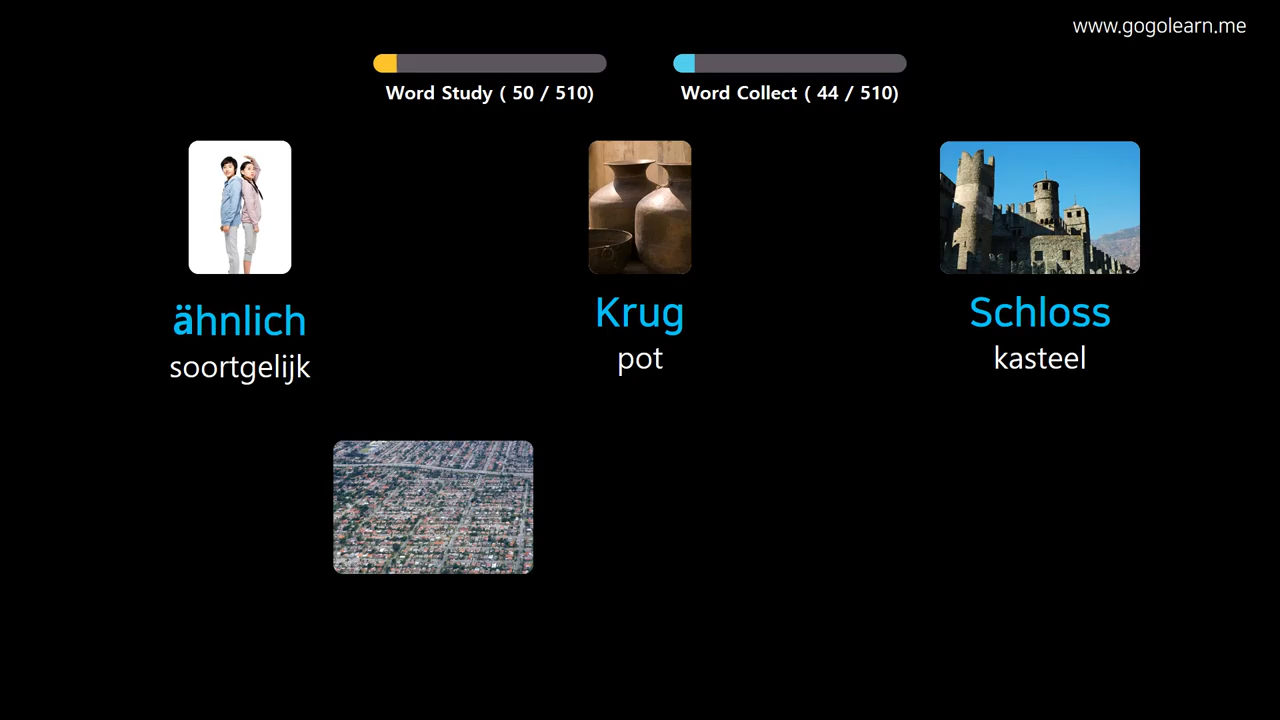 www.gogolearn.me
Word Study ( 50 / 510)
Word Collect ( 44 / 510)
ähnlich
soortgelijk
Krug
pot
Schloss
kasteel